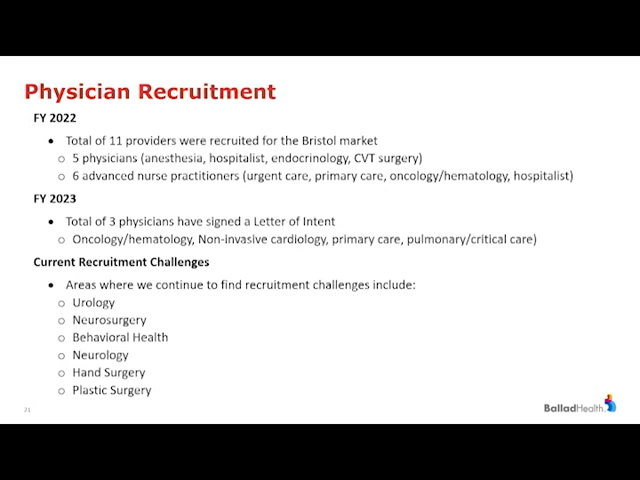 Physician Recruitment
FY 2022
• Total of 11 providers were recruited for the Bristol market
o 5 physicians (anesthesia, hospitalist, endocrinology, CVT surgery)
o 6 advanced nurse practitioners (urgent care, primary care, oncology/hematology, hospitalist)
FY 2023
• Total of 3 physicians have signed a Letter of Intent
o Oncology/hematology, Non-invasive cardiology, primary care, pulmonary/critical care)
Current Recruitment Challenges
• Areas where we continue to find recruitment challenges include:
o Urology
o Neurosurgery
o Behavioral Health
o Neurology
o Hand Surgery
o Plastic Surgery
21
BalladHealth